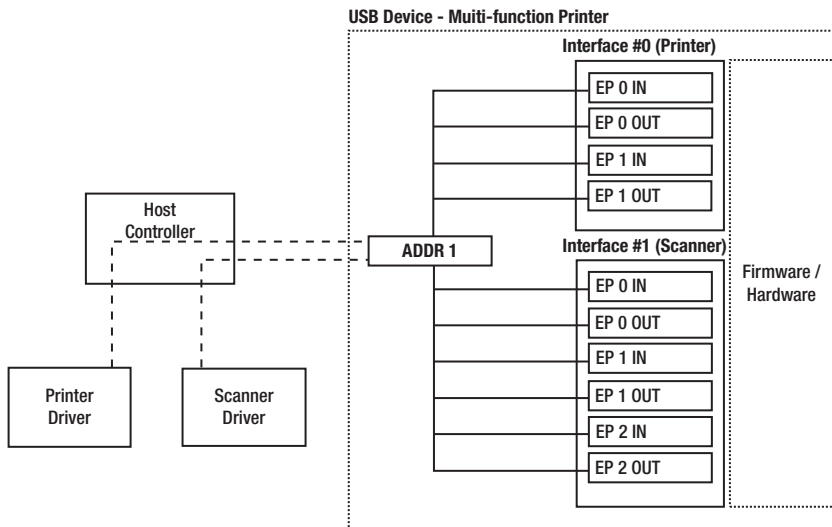 USB Device - Muiti-function Printer
Interface #0 (Printer)
EP 0 IN
EP 0 OUT
EP 1 IN
EP 1 OUT
Host
Controller
ADDR 1
Interface #1 (Scanner)
EP 0 IN
EP 0 OUT
EP 1 IN
EP 1 OUT
EP 2 IN
EP 2 OUT
Firmware /
Hardware
Printer
Driver
Scanner
Driver